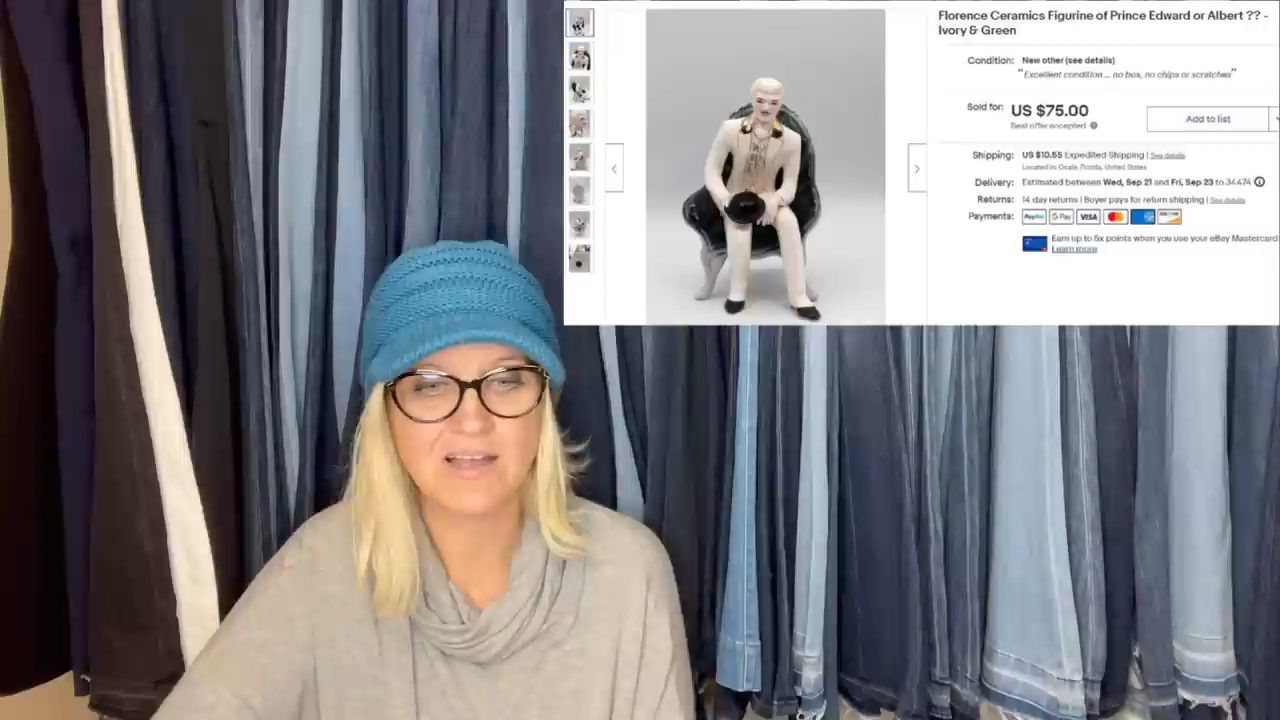 Florence Ceramics Figurine of Prince Edward or Albert ?? -
Ivory & Green
Condition: New other (see details)
"Excellent condition... no box, no chips or scratches"
Sold for: US $75.00
Add to list
Best offer accepted
Shipping: US $10.55 Expedited Shipping | See details
Located in: Ocala, Florida, United States
Delivery: Estimated between Wed, Sep 21 and Fri, Sep 23 to 34474
Returns: 14 day returns | Buyer pays for return shipping | See details
Payments: PayPal G Pay VISA
Earn up to 5x points when you use your eBay Mastercard
Learn more